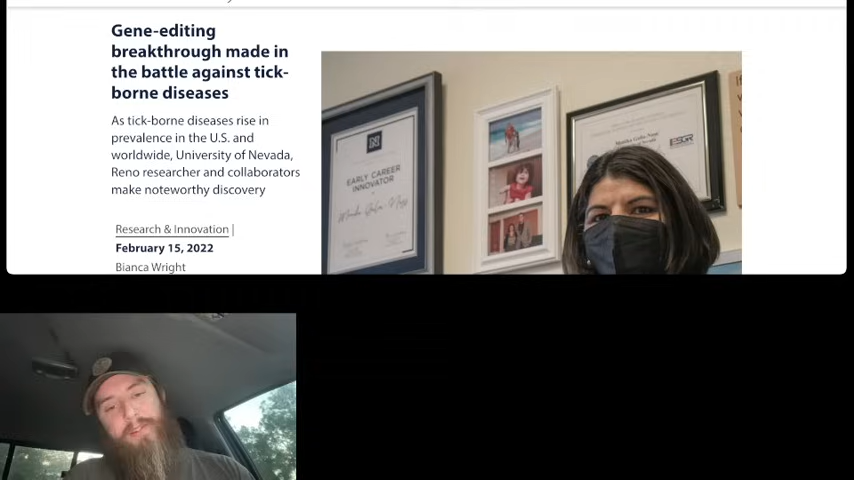 Gene-editing
breakthrough made in
the battle against tick-
borne diseases
As tick-borne diseases rise in
prevalence in the U.S. and
worldwide, University of Nevada,
Reno researcher and collaborators
make noteworthy discovery
Research & Innovation |
February 15, 2022
Bianca Wright
EARLY CAREER
INNOVATOR